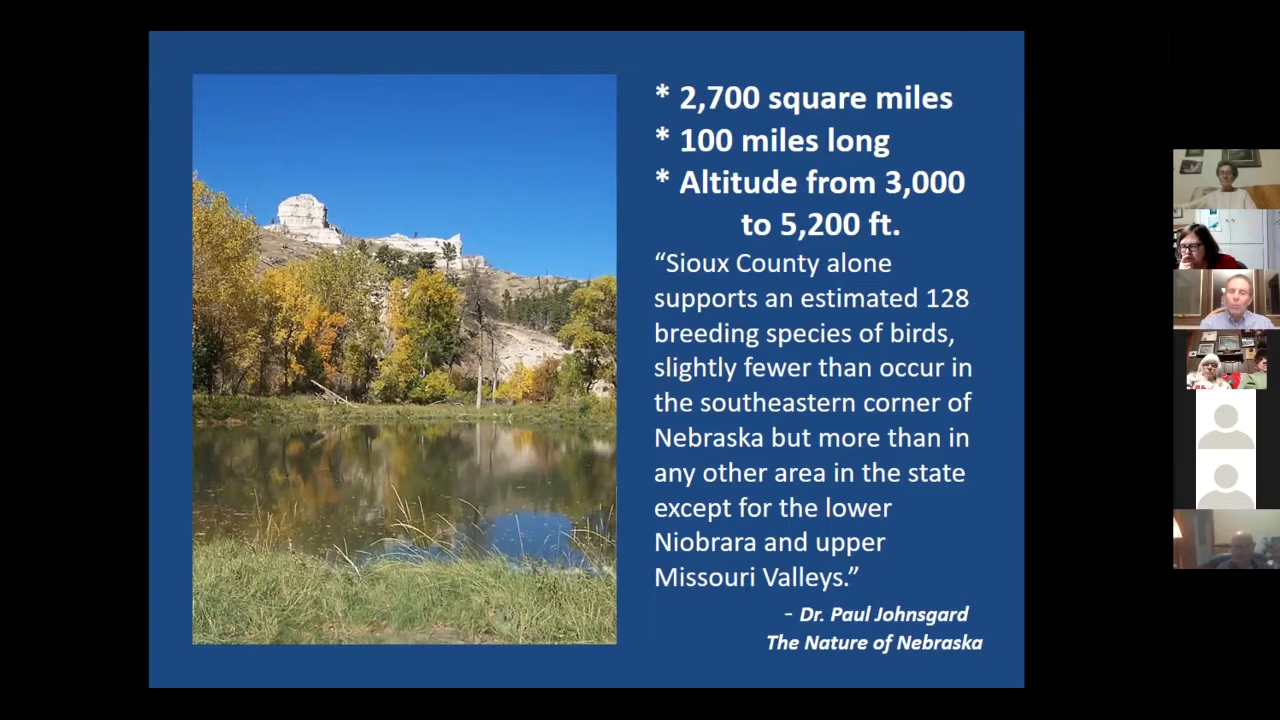 * 2,700 square miles
* 100 miles long
* Altitude from 3,000
to 5,200 ft.
“Sioux County alone
supports an estimated 128
breeding species of birds,
slightly fewer than occur in
the southeastern corner of
Nebraska but more than in
any other area in the state
except for the lower
Niobrara and upper
Missouri Valleys.”
- Dr. Paul Johnsgard
The Nature of Nebraska